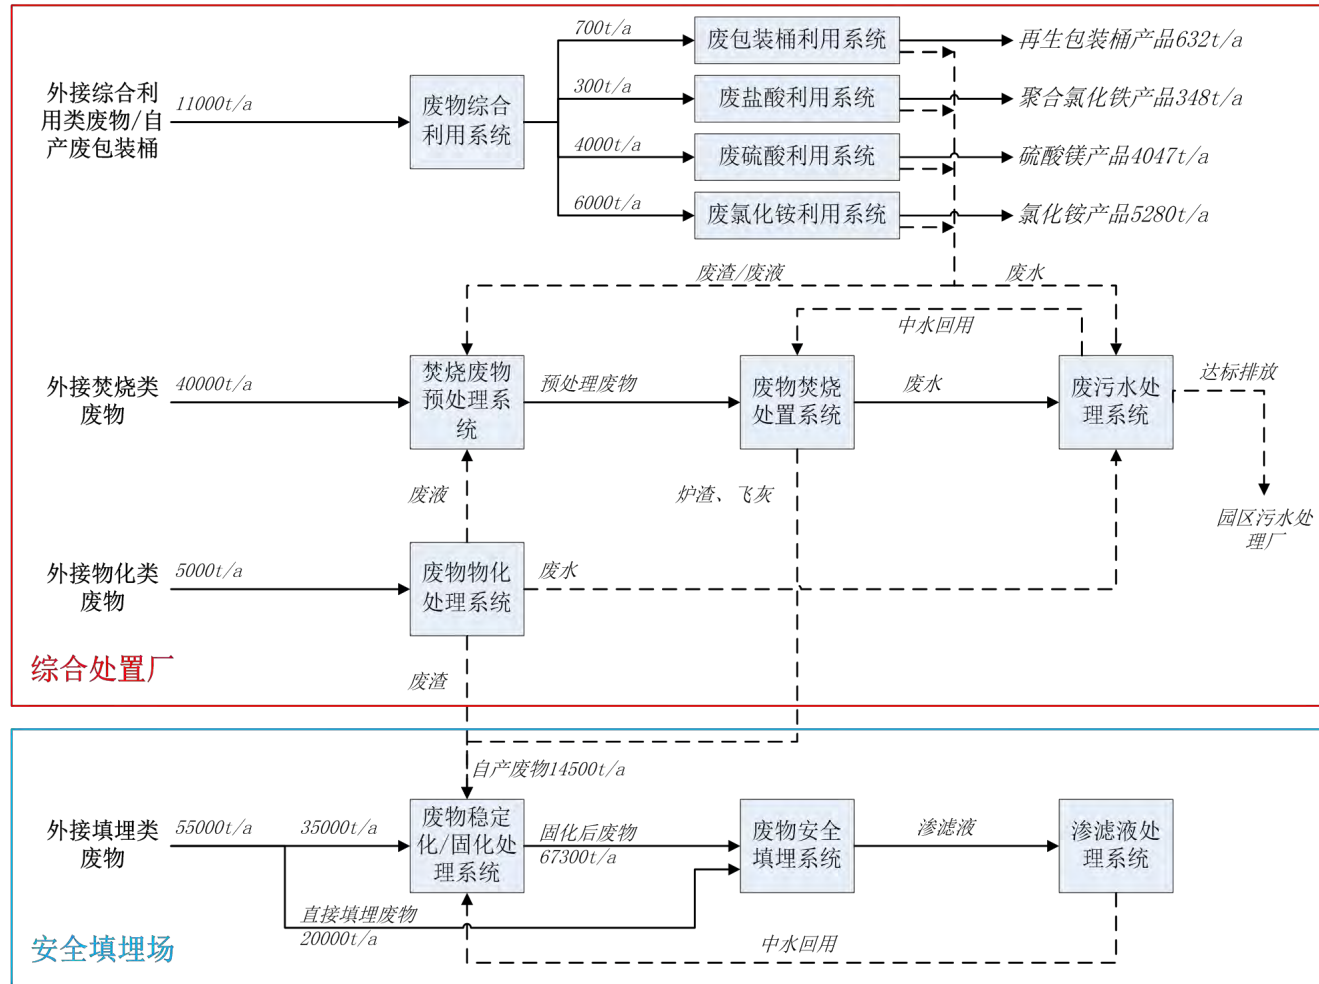 700t/a
废包装桶利用系统
再生包装桶产品632t/a
外接综合利
用类废物/自
产废包装桶
11000t/a
废物综合
利用系统
300t/a
废盐酸利用系统
聚合氯化铁产品348t/a
4000t/a
废硫酸利用系统
硫酸镁产品4047t/a
6000t/a
废氯化铵利用系统
氯化铵产品5280t/a
废渣/废液
废水
中水回用
外接焚烧类
废物
40000t/a
焚烧废物
预处理系
统
预处理废物
废物焚烧
处置系统
废水
废污水处
理系统
达标排放
废液
炉渣、飞灰
园区污水处
理厂
外接物化类
废物
5000t/a
废物物化
处理系统
废水
综合处置厂
废渣
自产废物14500t/a
外接填埋类
废物
55000t/a
35000t/a
废物稳定
化/固化处
理系统
固化后废物
67300t/a
废物安全
填埋系统
渗滤液
渗滤液处
理系统
直接填埋废物
20000t/a
中水回用
安全填埋场